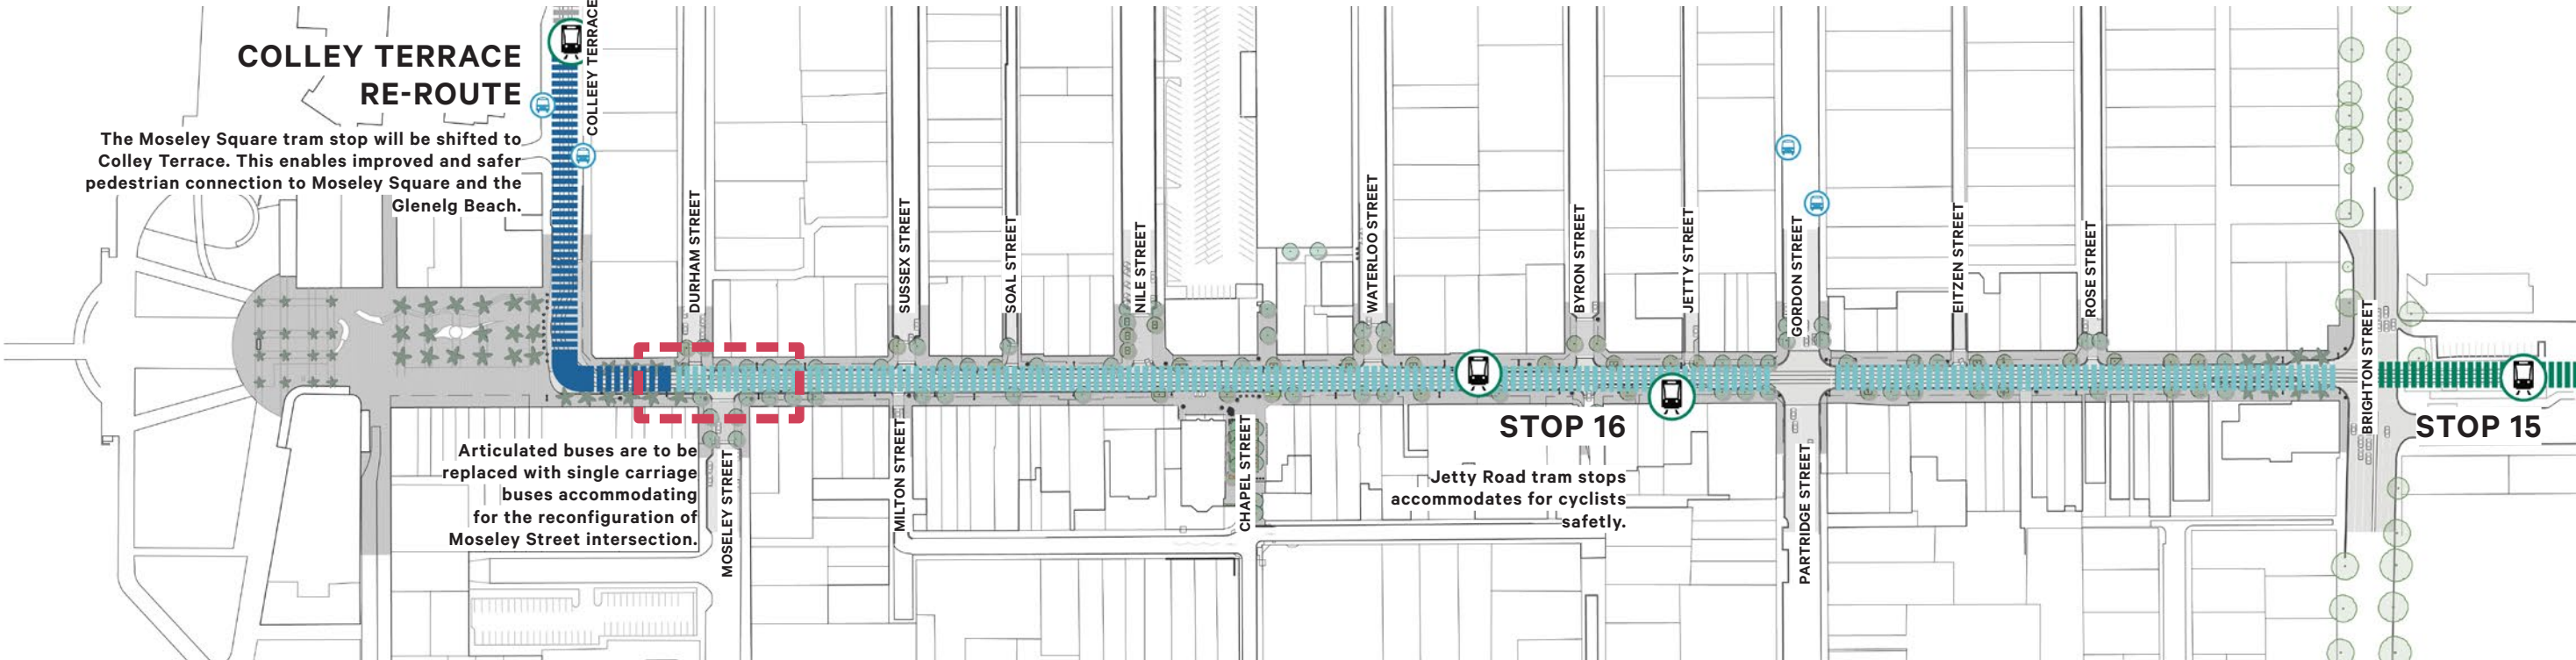 COLLEY TERRACE
RE-ROUTE
The Moseley Square tram stop will be shifted to
Colley Terrace. This enables improved and safer
pedestrian connection to Moseley Square and the
Glenelg Beach.
COLLEY TERRACE
DURHAM STREET
SUSSEX STREET
SOAL STREET
NILE STREET
WATERLOO STREET
BYRON STREET
JETTY STREET
GORDON STREET
EITZEN STREET
ROSE STREET
BRIGHTON STREET
STOP 15
STOP 16
Jetty Road tram stops
accommodates for cyclists
safetly.
Articulated buses are to be
replaced with single carriage
buses accommodating
for the reconfiguration of
Moseley Street intersection.
MOSELEY STREET
MILTON STREET
CHAPEL STREET
PARTRIDGE STREET